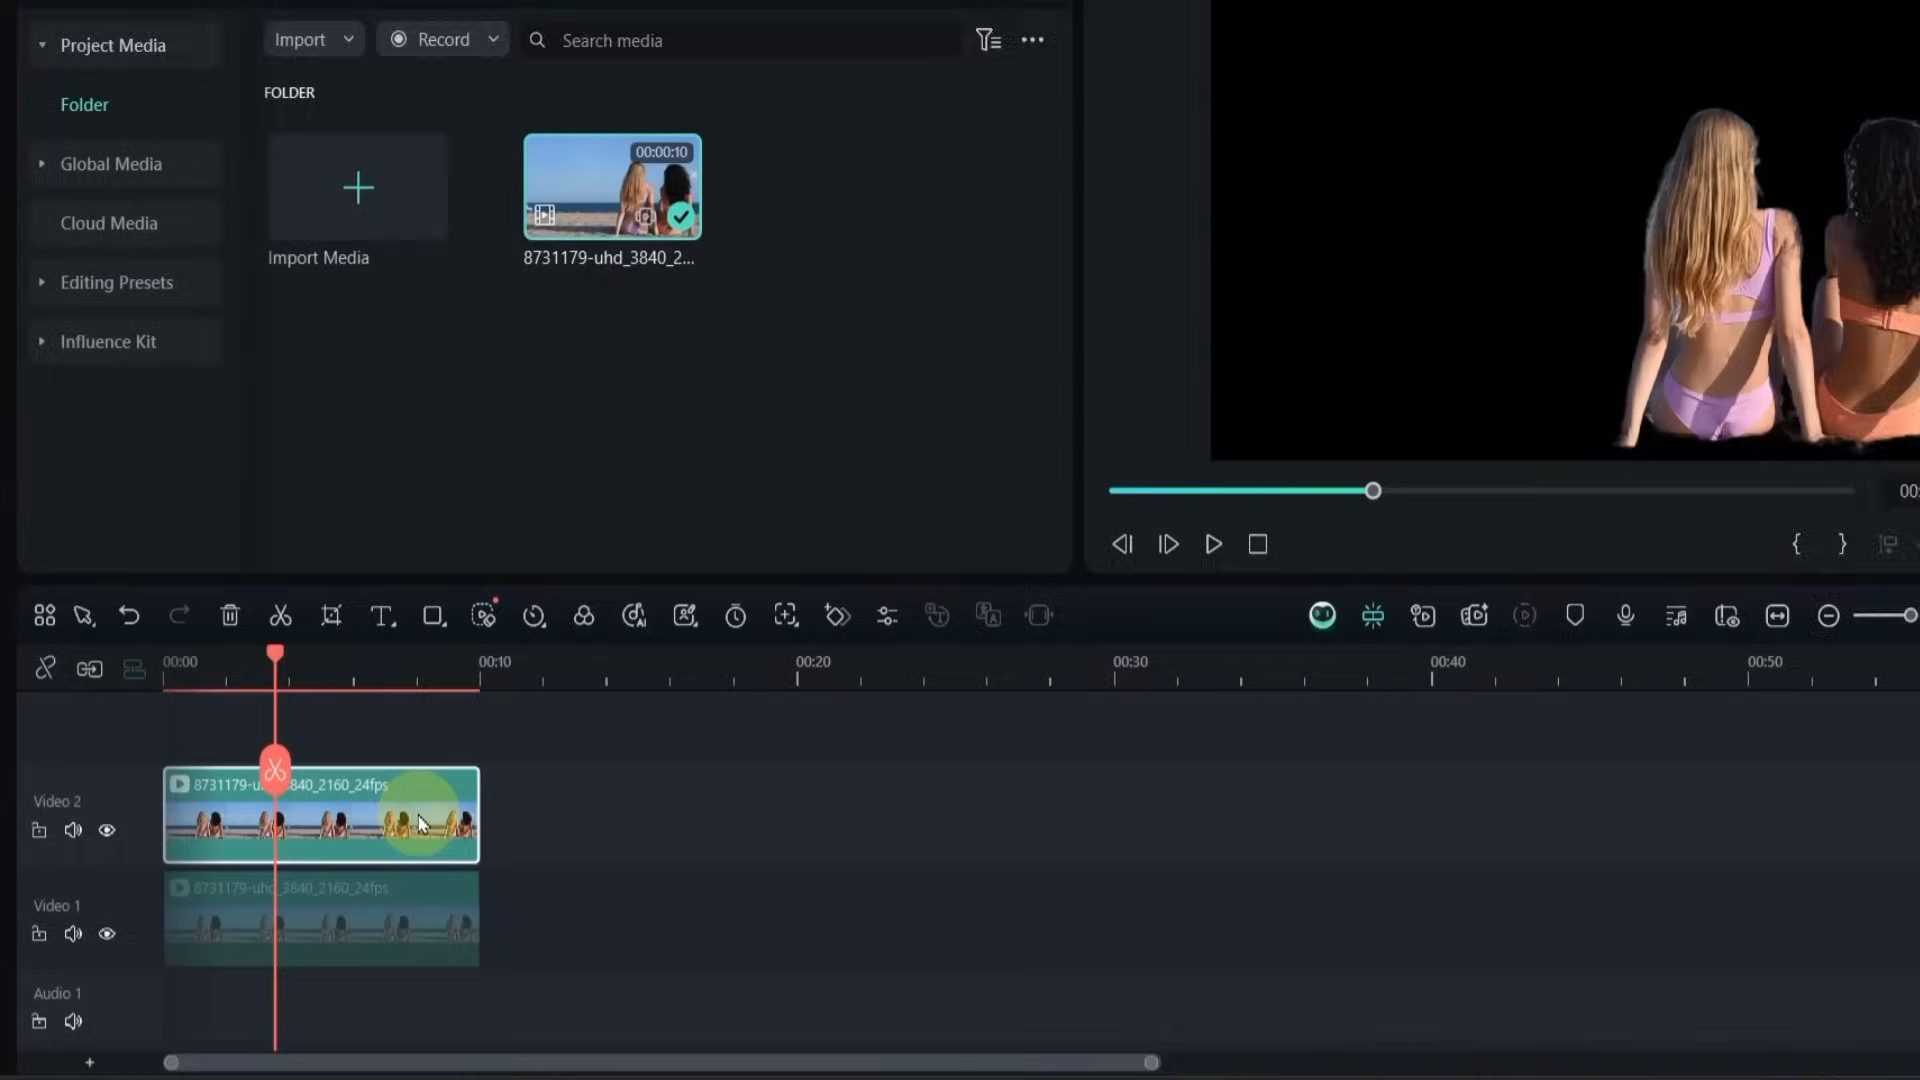 Project Media
Import
Record
Search media
Folder
FOLDER
00:00:10
Global Media
Cloud Media
Import Media
8731179-uhd_3840_2...
Editing Presets
Influence Kit
00:
00:00
00:10
00:20
00:30
00:40
00:50
8731179-u 840_2160_24fps
Video 2
8731179-uhd_3840_2160_24fps
Video 1
Audio 1